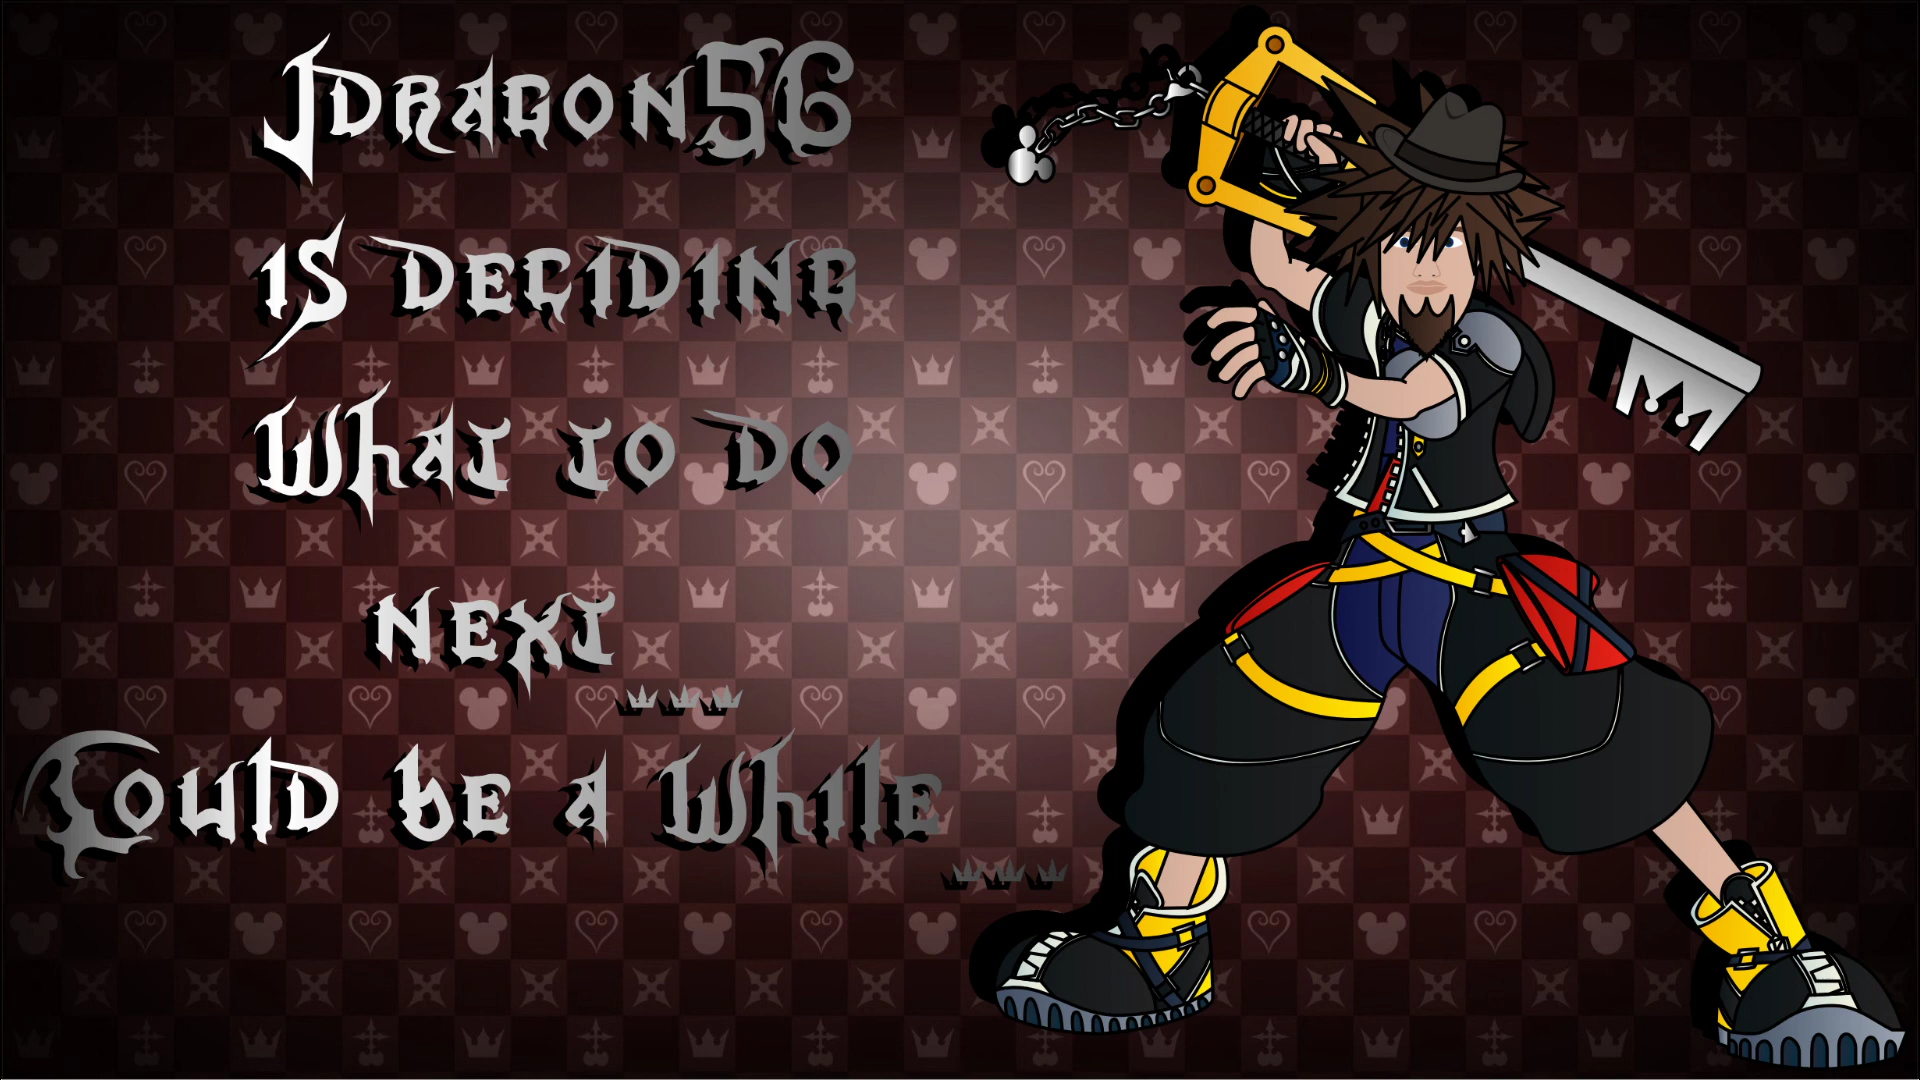 Jdragon56
is deciding
What to do
next...
Could be a While...